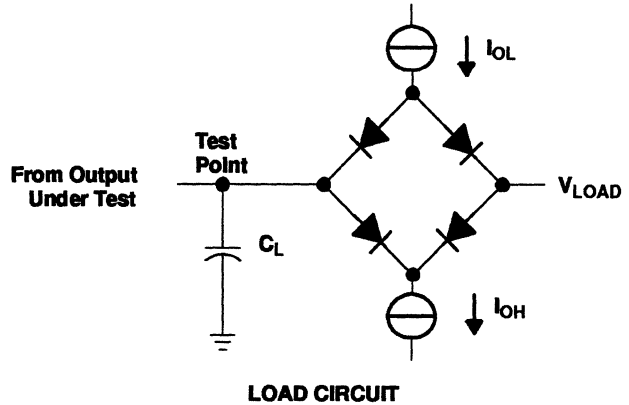 I_OL
Test
Point
From Output
Under Test
V_LOAD
C_L
I_OH
LOAD CIRCUIT